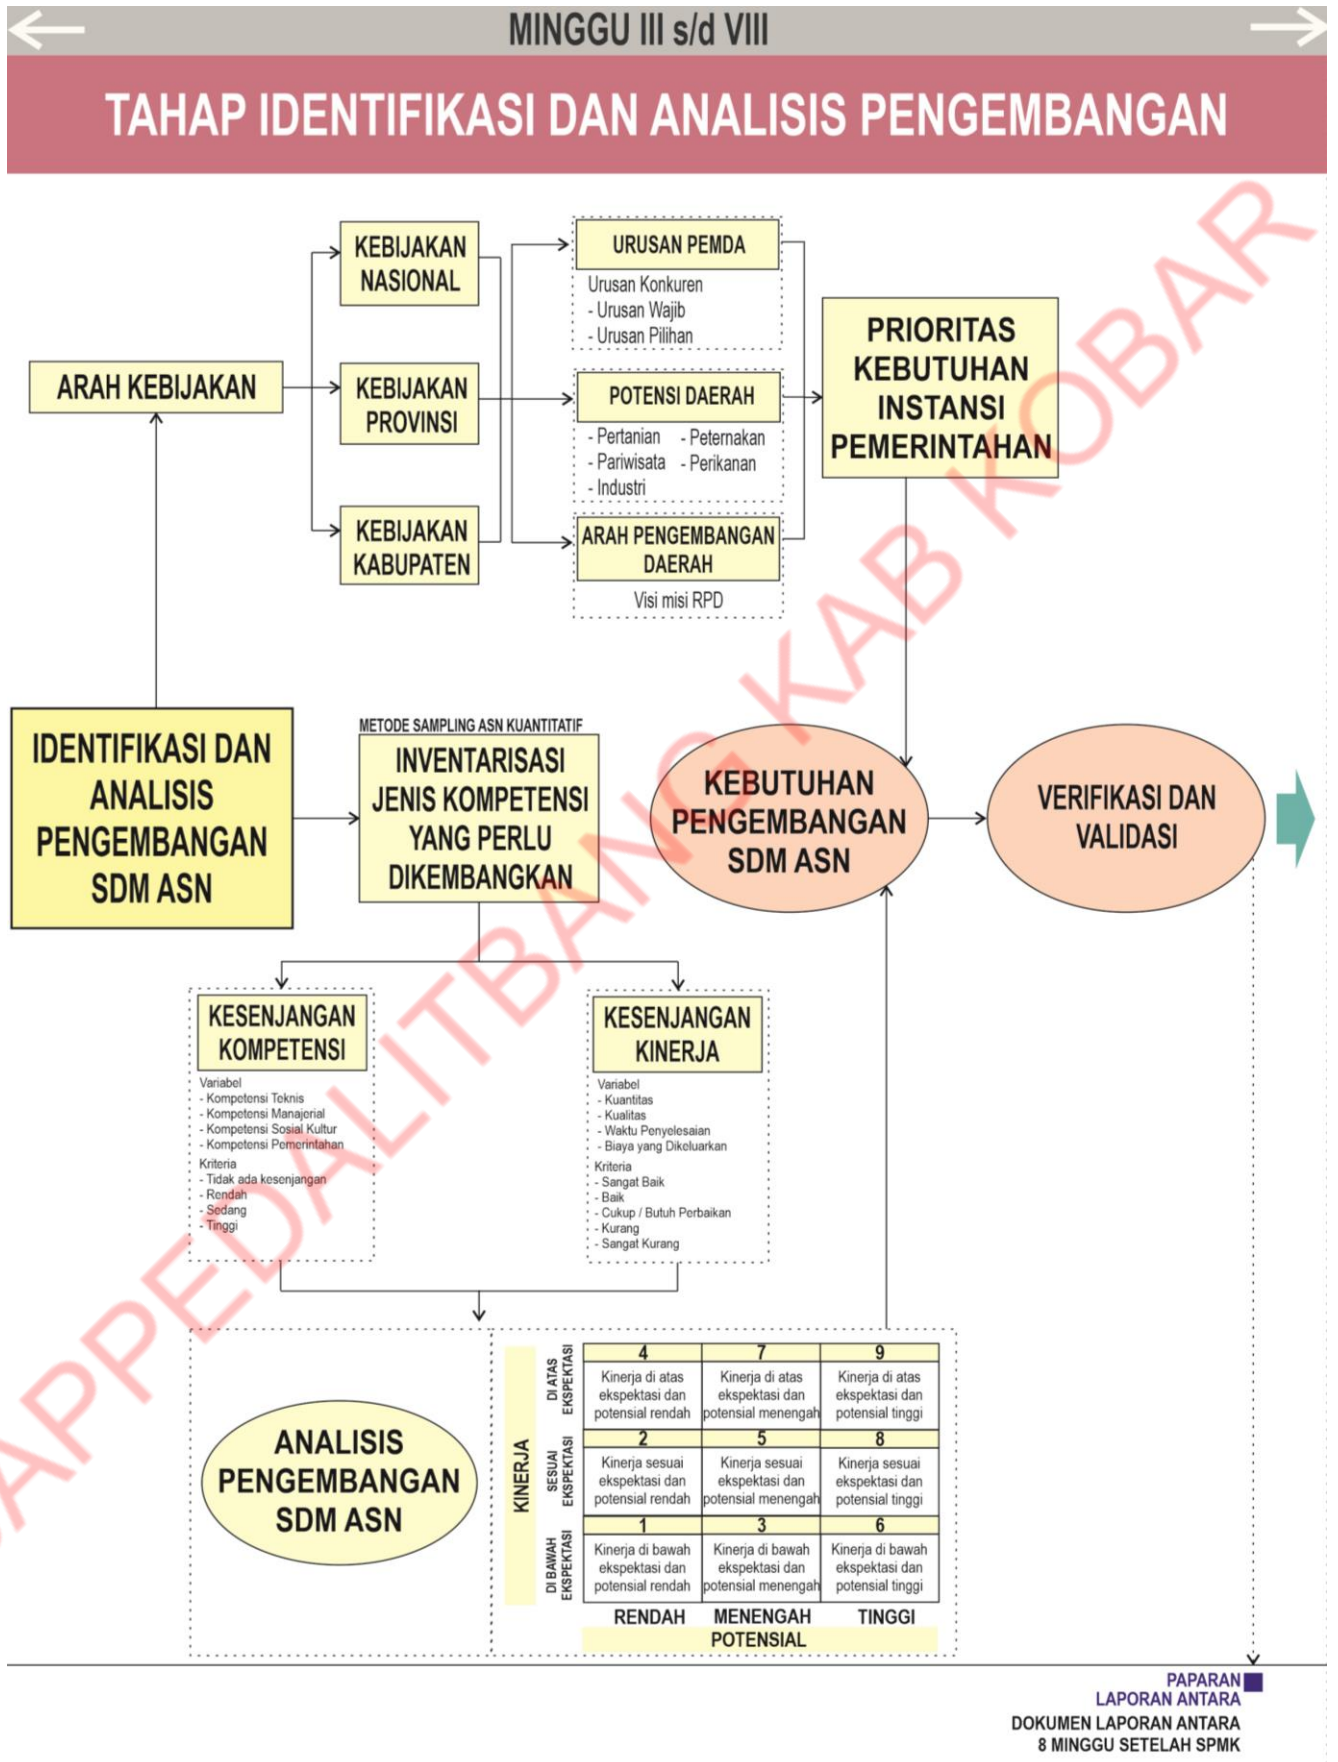 MINGGU III s/d VIII
TAHAP IDENTIFIKASI DAN ANALISIS PENGEMBANGAN
ARAH KEBIJAKAN
KEBIJAKAN
NASIONAL
KEBIJAKAN
PROVINSI
KEBIJAKAN
KABUPATEN
URUSAN PEMDA
Urusan Konkuren
- Urusan Wajib
- Urusan Pilihan
POTENSI DAERAH
- Pertanian - Peternakan
- Pariwisata - Perikanan
- Industri
ARAH PENGEMBANGAN
DAERAH
Visi misi RPD
PRIORITAS
KEBUTUHAN
INSTANSI
PEMERINTAHAN
IDENTIFIKASI DAN
ANALISIS
PENGEMBANGAN
SDM ASN
METODE SAMPLING ASN KUANTITATIF
INVENTARISASI
JENIS KOMPETENSI
YANG PERLU
DIKEMBANGKAN
KEBUTUHAN
PENGEMBANGAN
SDM ASN
VERIFIKASI DAN
VALIDASI
KESENJANGAN
KOMPETENSI
Variabel
- Kompetensi Teknis
- Kompetensi Manajerial
- Kompetensi Sosial Kultur
- Kompetensi Pemerintahan
Kriteria
- Tidak ada kesenjangan
- Rendah
- Sedang
- Tinggi
KESENJANGAN
KINERJA
Variabel
- Kuantitas
- Kualitas
- Waktu Penyelesaian
- Biaya yang Dikeluarkan
Kriteria
- Sangat Baik
- Baik
- Cukup / Butuh Perbaikan
- Kurang
- Sangat Kurang
ANALISIS
PENGEMBANGAN
SDM ASN
KINERJA
DI ATAS
EKSPEKTASI
4
Kinerja di atas
ekspektasi dan
potensial rendah
7
Kinerja di atas
ekspektasi dan
potensial menengah
9
Kinerja di atas
ekspektasi dan
potensial tinggi
SESUAI
EKSPEKTASI
2
Kinerja sesuai
ekspektasi dan
potensial rendah
5
Kinerja sesuai
ekspektasi dan
potensial menengah
8
Kinerja sesuai
ekspektasi dan
potensial tinggi
DI BAWAH
EKSPEKTASI
1
Kinerja di bawah
ekspektasi dan
potensial rendah
3
Kinerja di bawah
ekspektasi dan
potensial menengah
6
Kinerja di bawah
ekspektasi dan
potensial tinggi
RENDAH MENENGAH TINGGI
POTENSIAL
PAPARAN
LAPORAN ANTARA
DOKUMEN LAPORAN ANTARA
8 MINGGU SETELAH SPMK
APPEDALITBANG KAB KOBAR